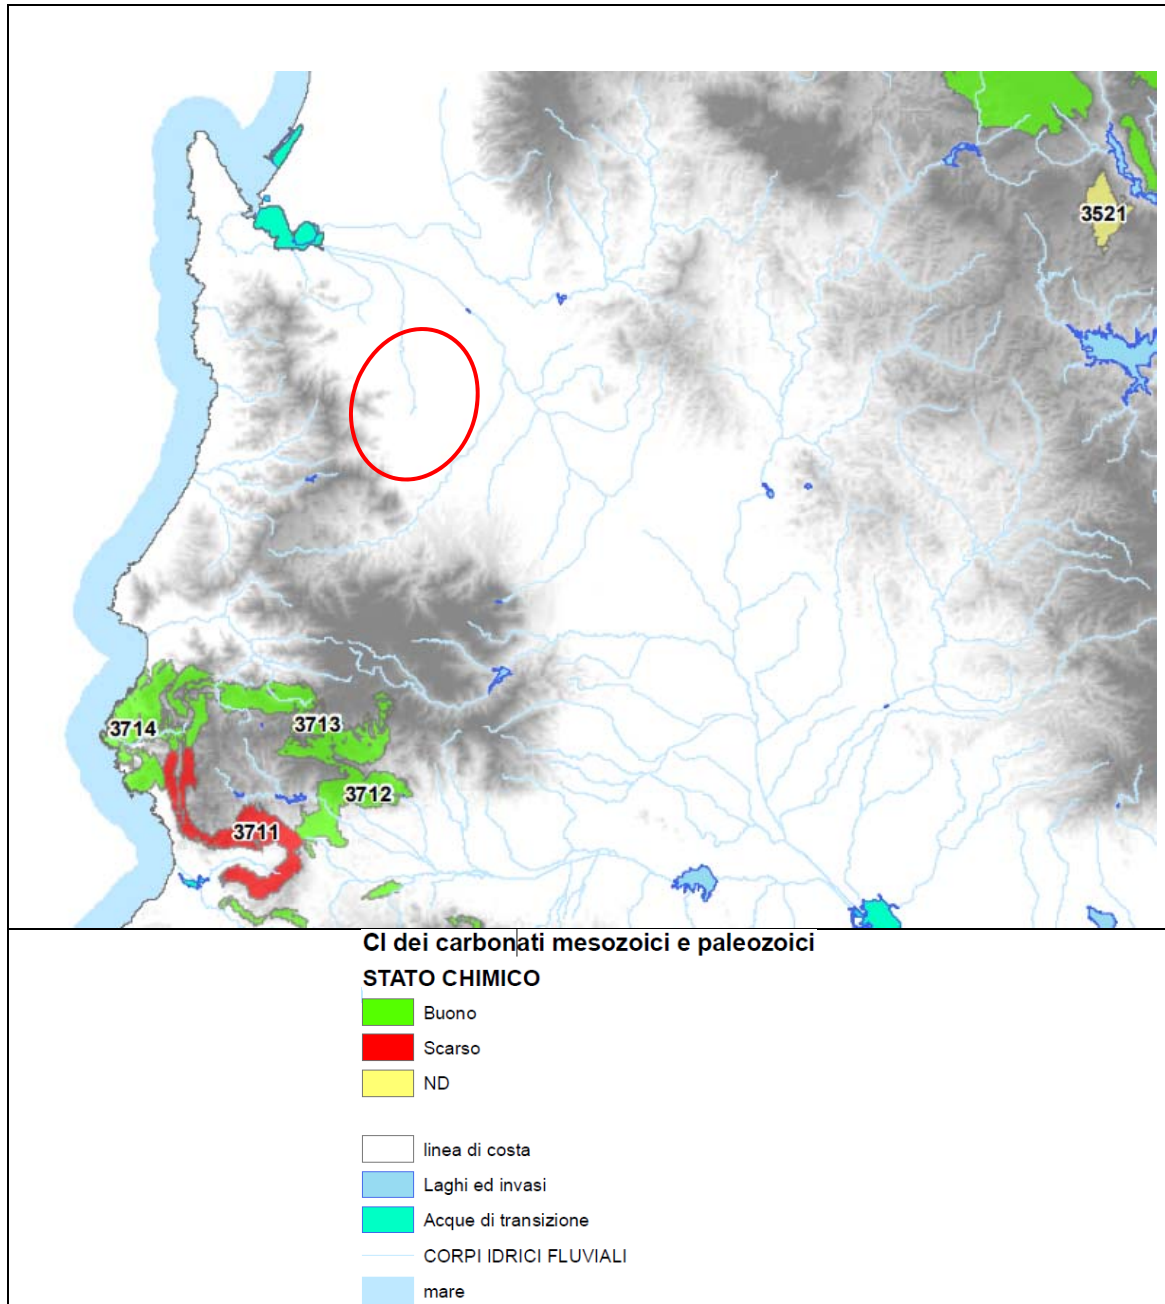 3521
3714
3713
3712
3711
CI dei carbonati mesozoici e paleozoici
STATO CHIMICO
Buono
Scarso
ND
linea di costa
Laghi ed invasi
Acque di transizione
CORPI IDRICI FLUVIALI
mare